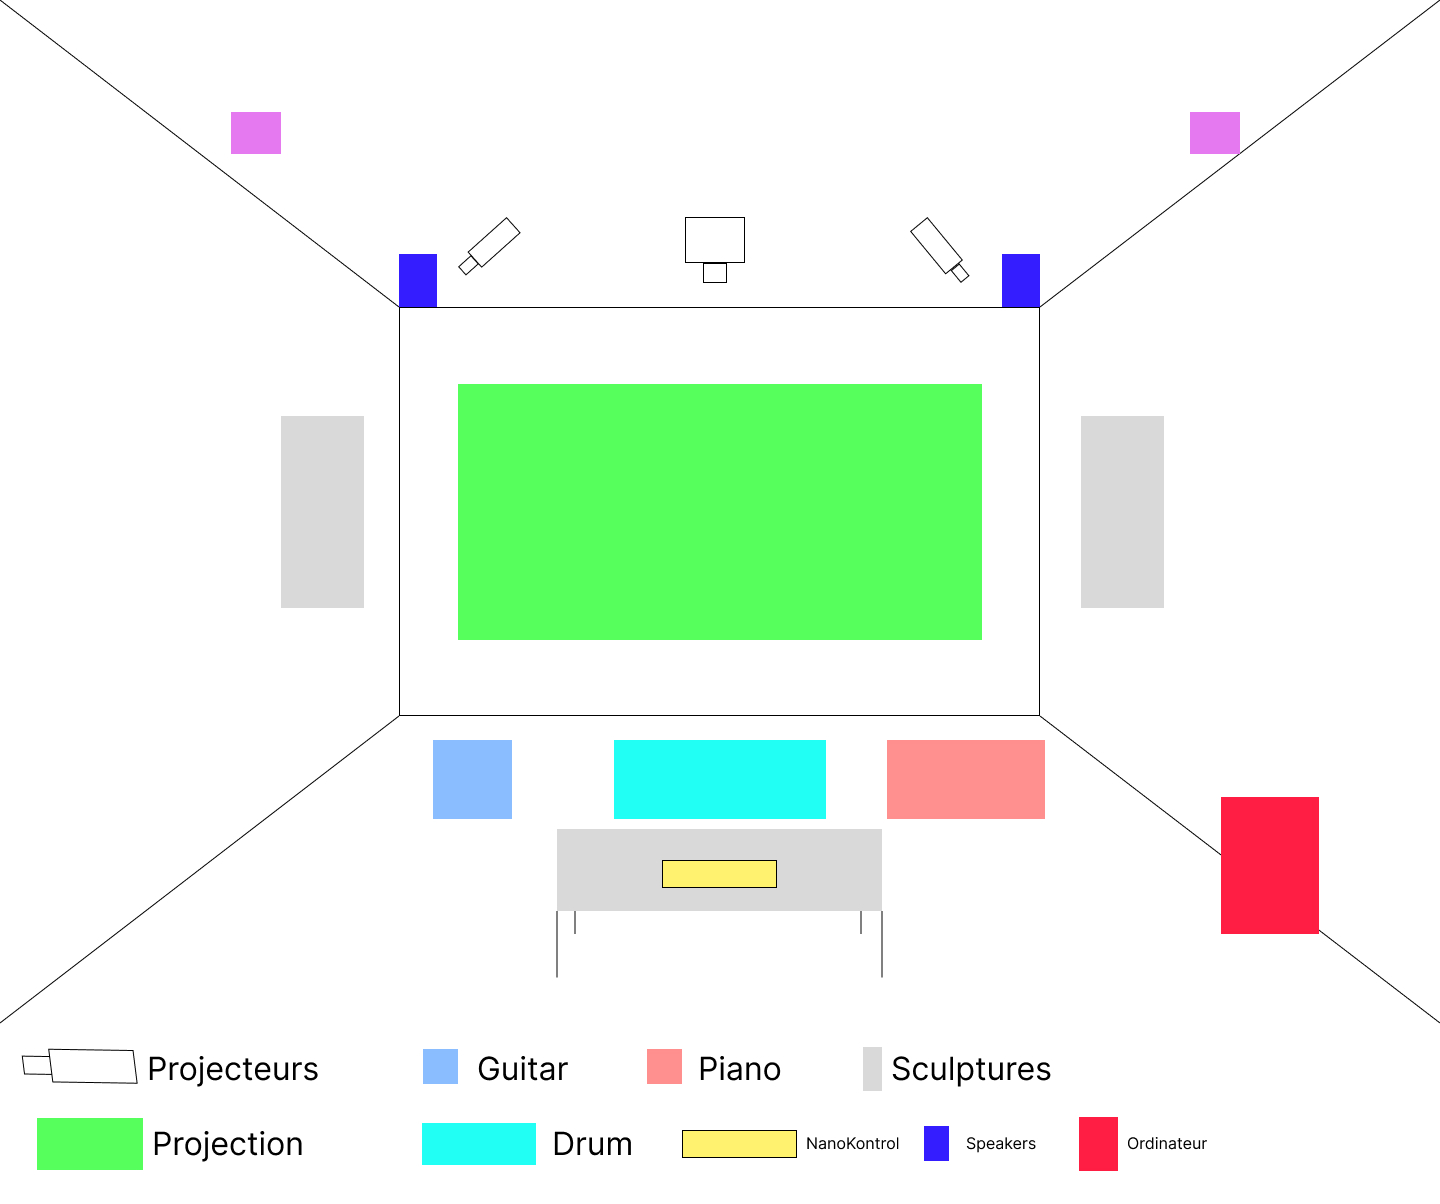 Projecteurs
Guitar
Piano
Sculptures
Projection
Drum
NanoKontrol
Speakers
Ordinateur